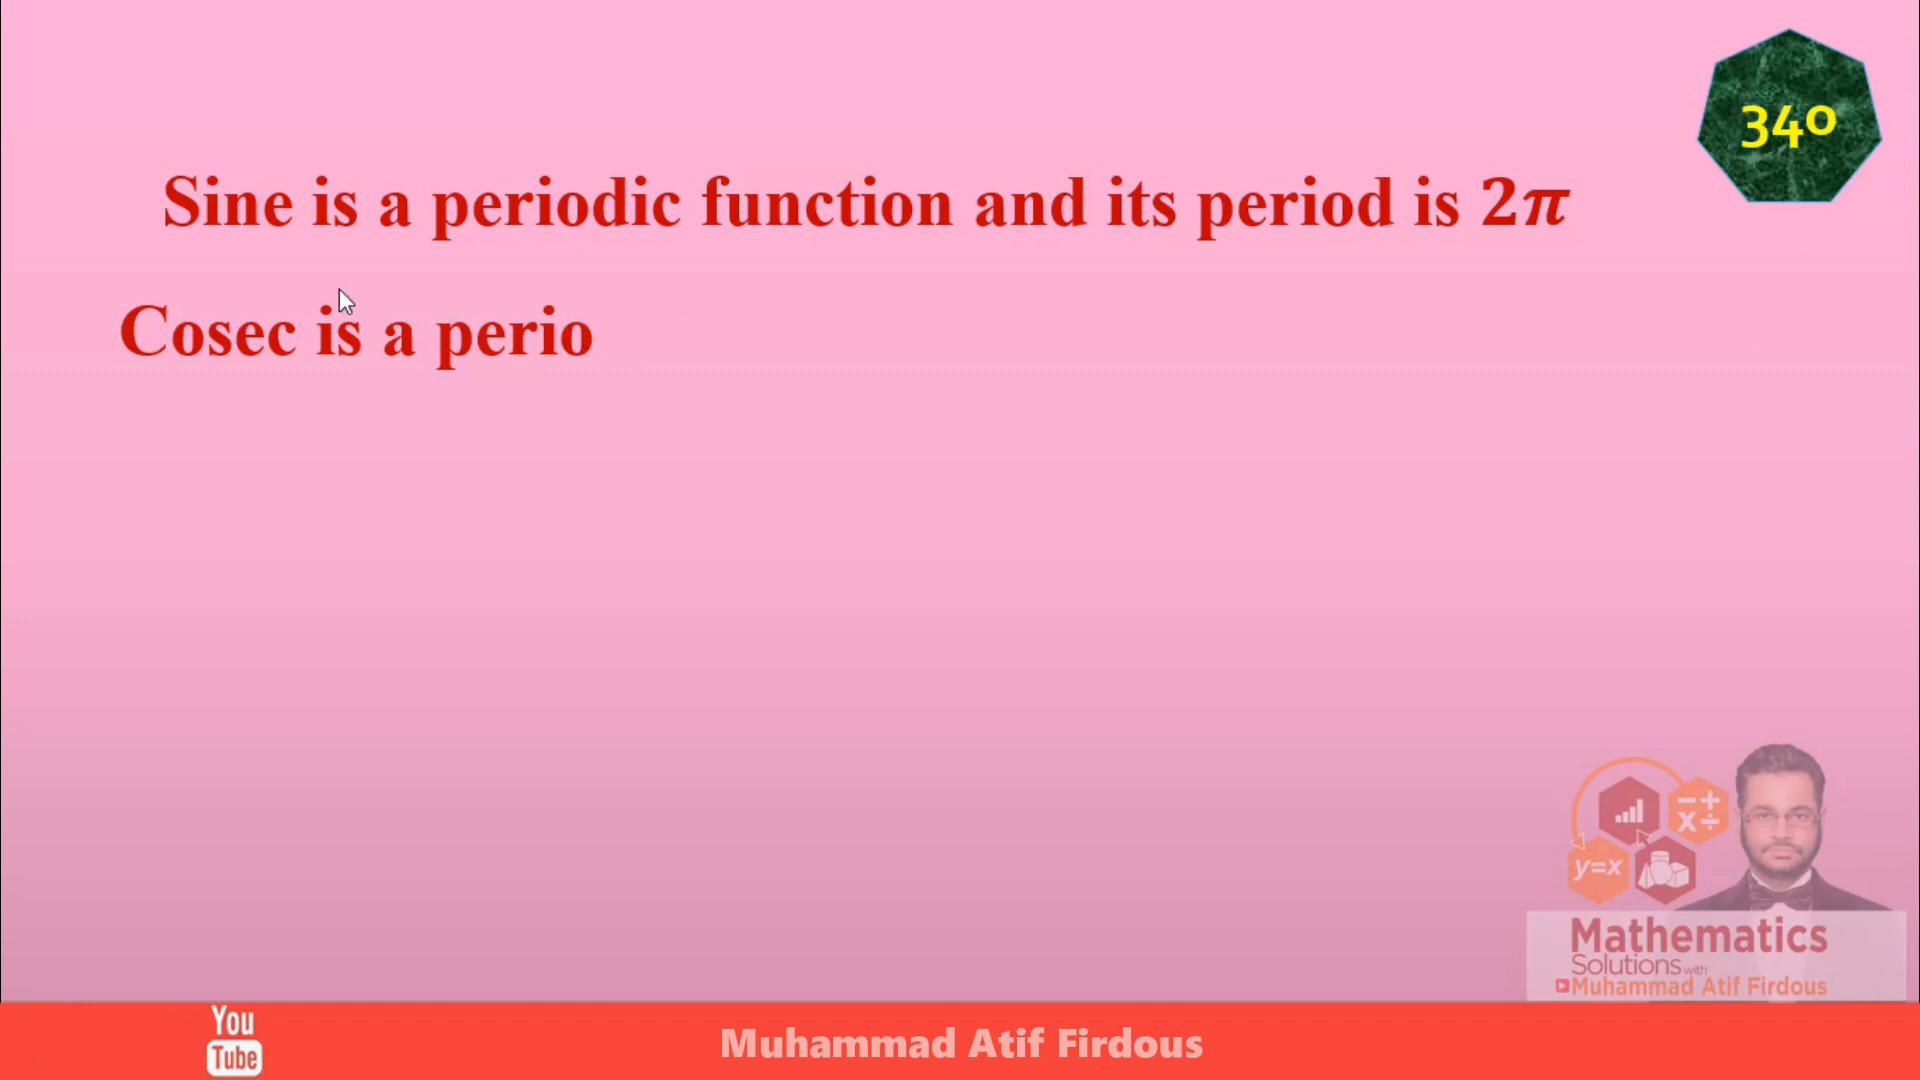 340
Sine is a periodic function and its period is 2π
Cosec is a perio
y=x
Mathematics
Solutions with
Muhammad Atif Firdous
You
Tube
Muhammad Atif Firdous